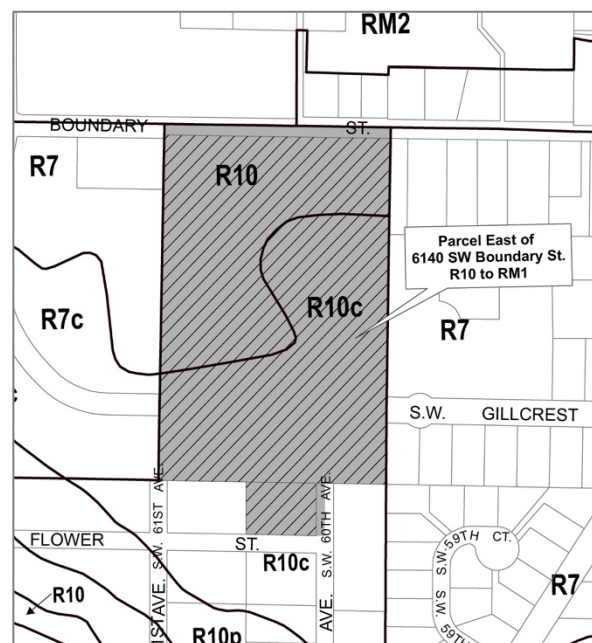 RM2
BOUNDARY ST.
R7
R10
Parcel East of
6140 SW Boundary St.
R10 to RM1
R7c
R10c
R7
S.W. GILLCREST
S.W. 61ST AVE.
S.W. 60TH AVE.
FLOWER ST.
R10c
S.W. 59TH CT.
R10
R7
AVE.
AVE.
S.W. 59TH
R10p